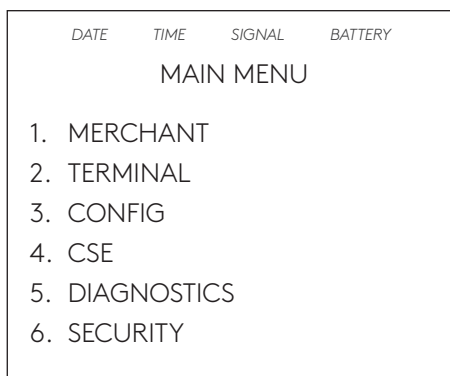 DATE TIME SIGNAL BATTERY
MAIN MENU
1. MERCHANT
2. TERMINAL
3. CONFIG
4. CSE
5. DIAGNOSTICS
6. SECURITY